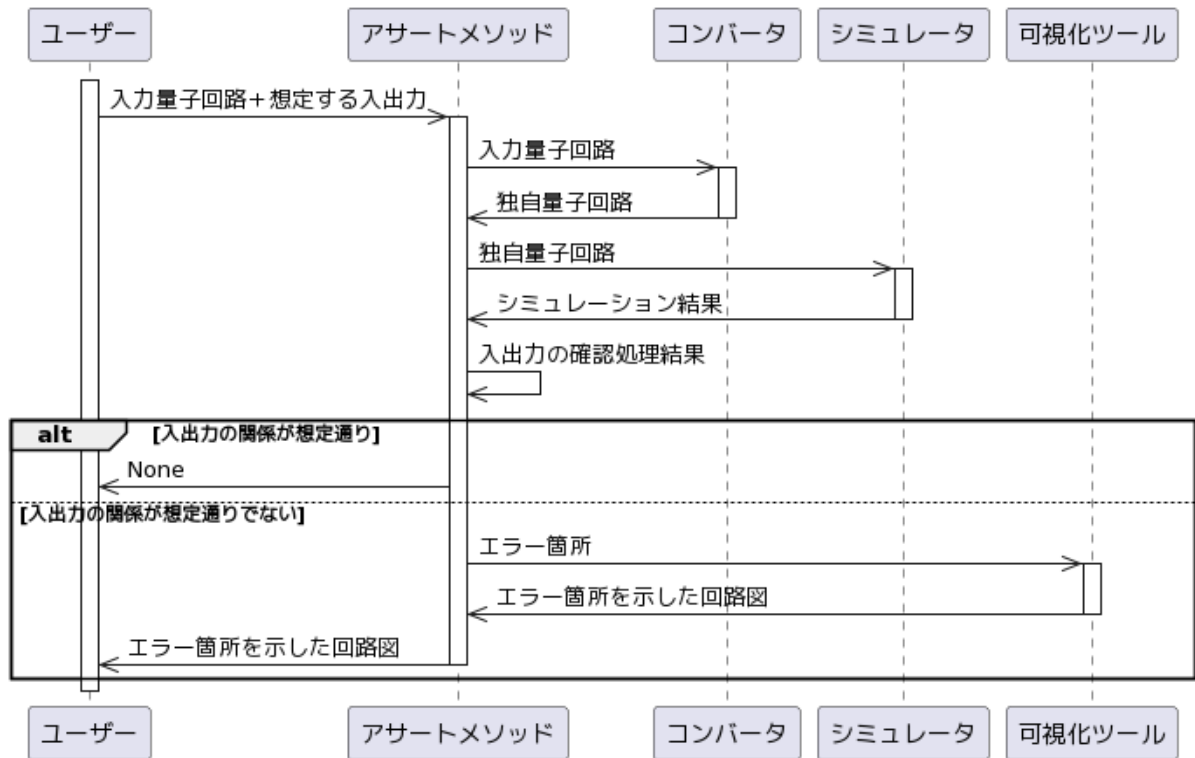 ユーザー
アサートメソッド
コンバータ
シミュレータ
可視化ツール
入力量子回路+想定する入出力
入力量子回路
独自量子回路
独自量子回路
シミュレーション結果
入出力の確認処理結果
alt [入出力の関係が想定通り]
None
[入出力の関係が想定通りでない]
エラー箇所
エラー箇所を示した回路図
エラー箇所を示した回路図
ユーザー
アサートメソッド
コンバータ
シミュレータ
可視化ツール